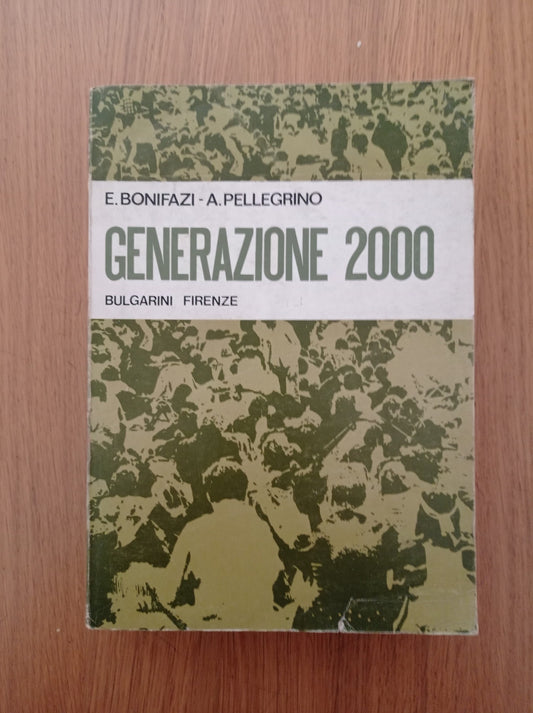 E. BONIFAZI - A. PELLEGRINO
GENERAZIONE 2000
BULGARINI FIRENZE